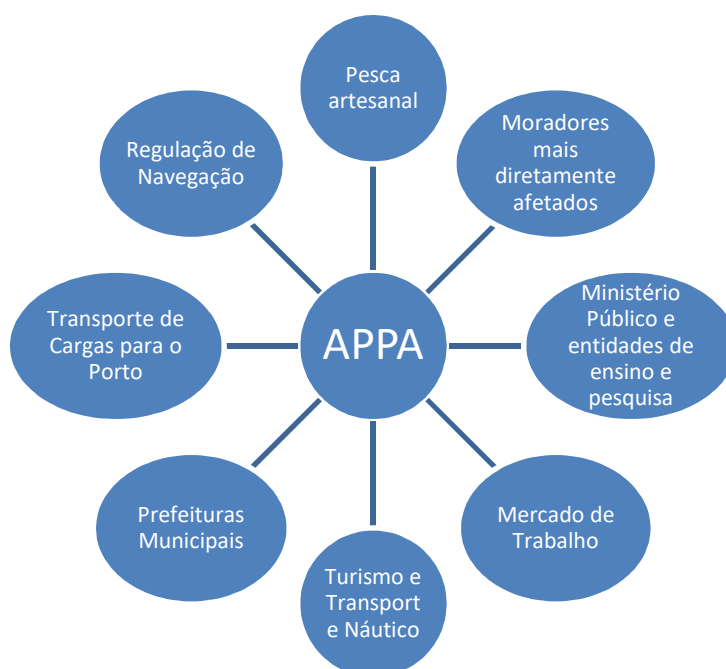 Pesca
artesanal
Moradores
mais
diretamente
afetados
Ministério
Público e
entidades de
ensino e
pesquisa
Mercado de
Trabalho
Turismo e
Transport
e Náutico
Prefeituras
Municipais
Transporte de
Cargas para o
Porto
Regulação de
Navegação
APPA